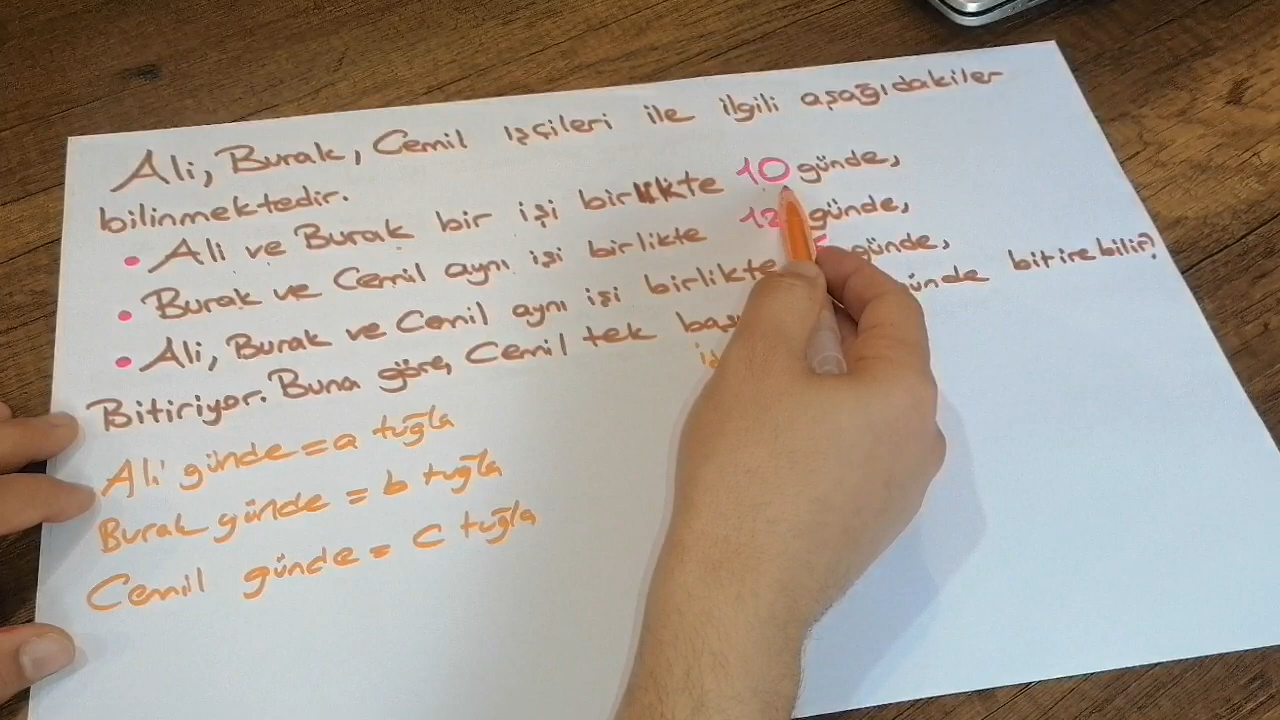 Ali, Burak, Cemil işçileri ile ilgili aşağıdakiler
bilinmektedir.
• Ali ve Burak bir işi birlikte 10 günde,
• Burak ve Cemil aynı işi birlikte 12 günde,
• Ali, Burak ve Cemil aynı işi birlikte günde,
Bitiriyor. Buna göre, Cemil tek bitirebilir?
Ali günde = a tuğla
Burak günde = b tuğla
Cemil günde = c tuğla